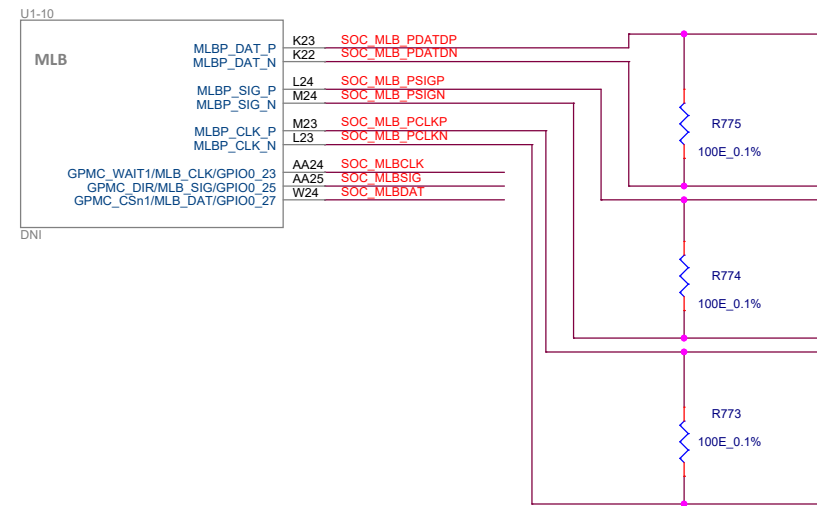 U1-10
MLB
MLBP_DAT_P K23 SOC_MLB_PDATDP
MLBP_DAT_N K22 SOC_MLB_PDATDN
MLBP_SIG_P L24 SOC_MLB_PSIGP
MLBP_SIG_N M24 SOC_MLB_PSIGN
MLBP_CLK_P M23 SOC_MLB_PCLKP
MLBP_CLK_N L23 SOC_MLB_PCLKN
GPMC_WAIT1/MLB_CLK/GPIO0_23 AA24 SOC_MLBCLK
GPMC_DIR/MLB_SIG/GPIO0_25 AA25 SOC_MLBSIG
GPMC_CSn1/MLB_DAT/GPIO0_27 W24 SOC_MLBDAT
DNI
R775
100E_0.1%
R774
100E_0.1%
R773
100E_0.1%